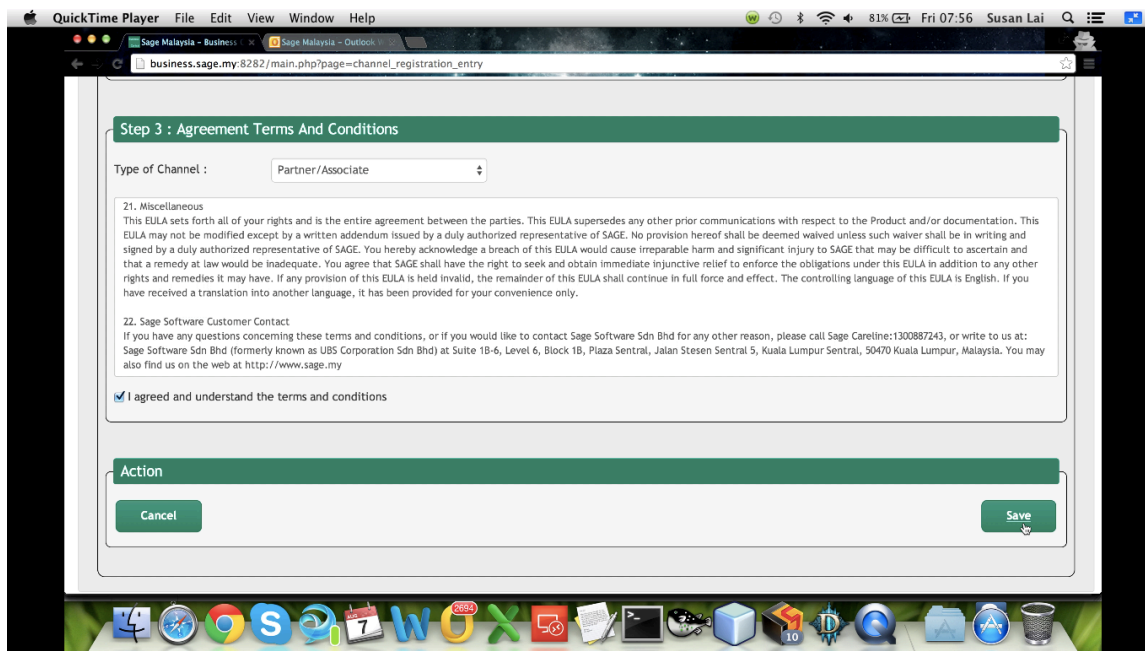 QuickTime Player File Edit View Window Help 81% Fri 07:56 Susan Lai
Sage Malaysia – Business Sage Malaysia – Outlook
business.sage.my:8282/main.php?page=channel_registration_entry
Step 3 : Agreement Terms And Conditions
Type of Channel : Partner/Associate
21. Miscellaneous
This EULA sets forth all of your rights and is the entire agreement between the parties. This EULA supersedes any other prior communications with respect to the Product and/or documentation. This
EULA may not be modified except by a written addendum issued by a duly authorized representative of SAGE. No provision hereof shall be deemed waived unless such waiver shall be in writing and
signed by a duly authorized representative of SAGE. You hereby acknowledge a breach of this EULA would cause irreparable harm and significant injury to SAGE that may be difficult to ascertain and
that a remedy at law would be inadequate. You agree that SAGE shall have the right to seek and obtain immediate injunctive relief to enforce the obligations under this EULA in addition to any other
rights and remedies it may have. If any provision of this EULA is held invalid, the remainder of this EULA shall continue in full force and effect. The controlling language of this EULA is English. If you
have received a translation into another language, it has been provided for your convenience only.
22. Sage Software Customer Contact
If you have any questions concerning these terms and conditions, or if you would like to contact Sage Software Sdn Bhd for any other reason, please call Sage Careline:1300887243, or write to us at:
Sage Software Sdn Bhd (formerly known as UBS Corporation Sdn Bhd) at Suite 1B-6, Level 6, Block 1B, Plaza Sentral, Jalan Stesen Sentral 5, Kuala Lumpur Sentral, 50470 Kuala Lumpur, Malaysia. You may
also find us on the web at http://www.sage.my
I agreed and understand the terms and conditions
Action
Cancel Save
2694
7
10